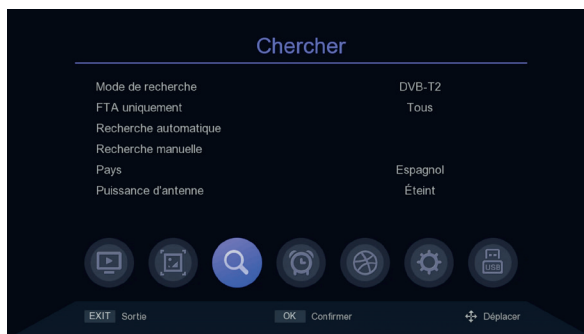 Chercher
Mode de recherche DVB-T2
FTA uniquement Tous
Recherche automatique
Recherche manuelle
Pays Espagnol
Puissance d'antenne Éteint
USB
EXIT Sortie OK Confirmer Déplacer